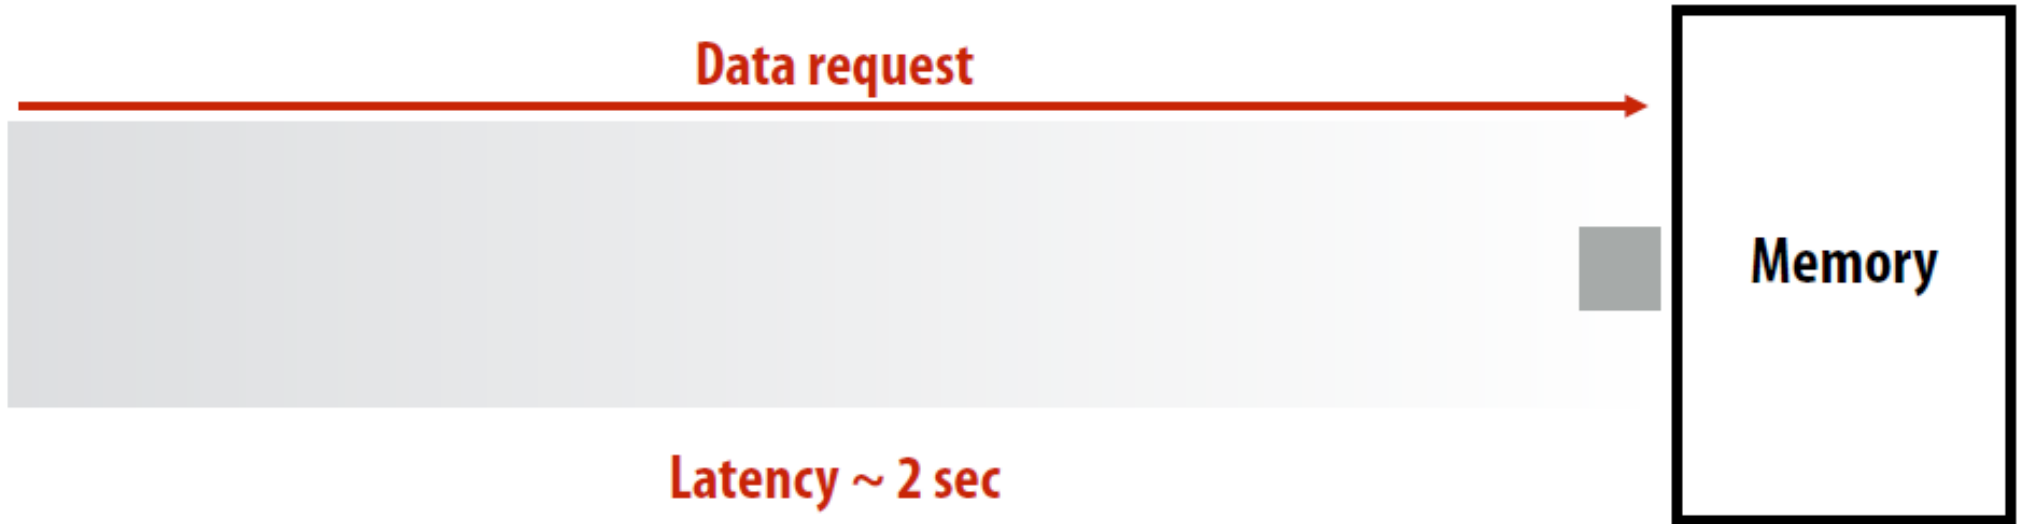 Data request
Memory
Latency ~ 2 sec